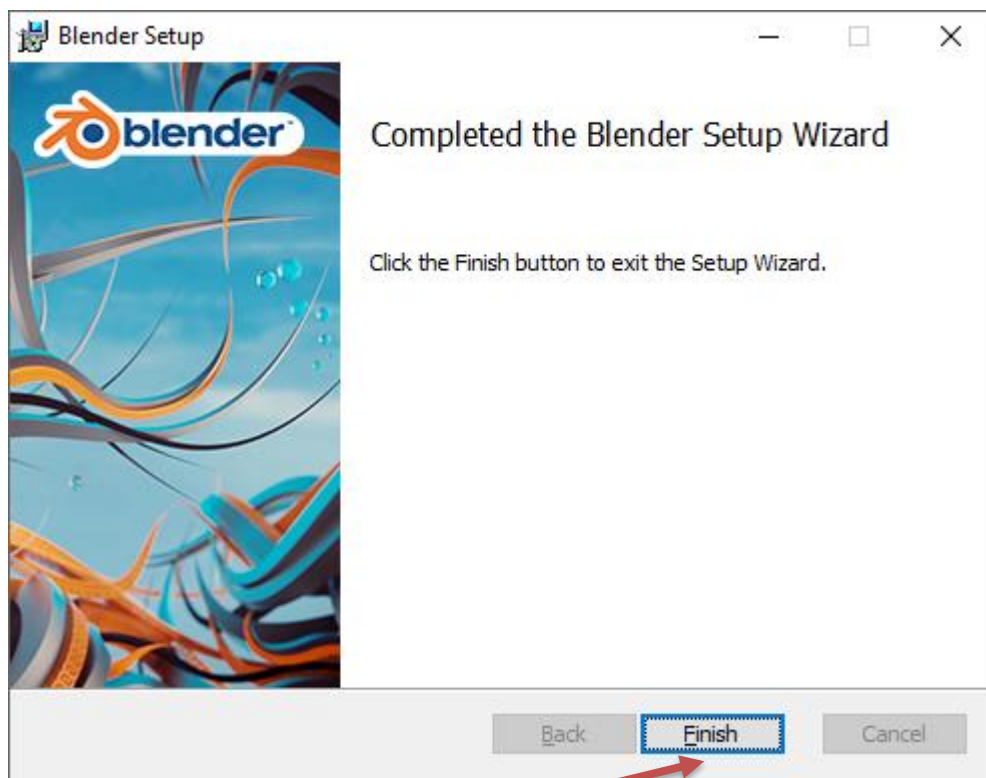 Blender Setup
blender
Completed the Blender Setup Wizard
Click the Finish button to exit the Setup Wizard.
Back Finish Cancel